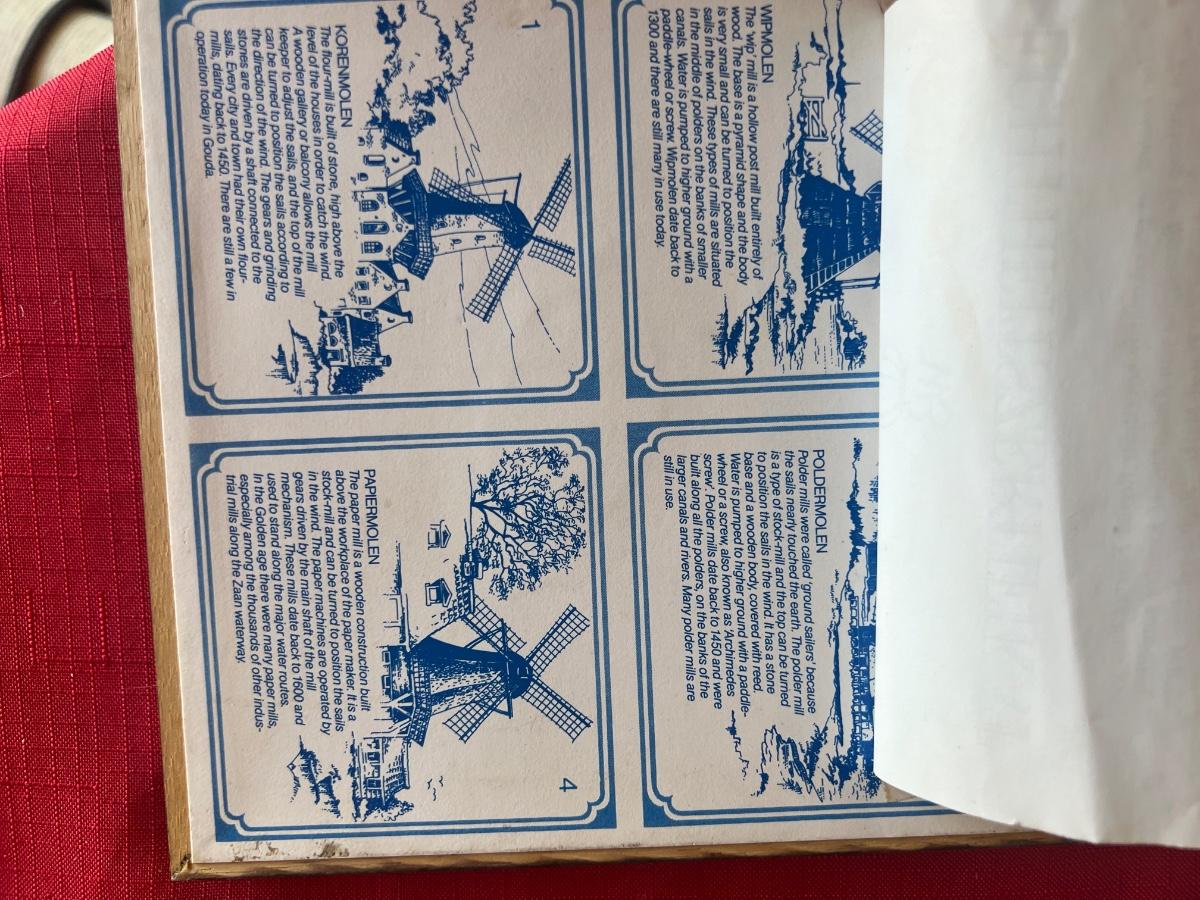 1
KORENMOLEN
The flour-mill is built of stone, high above the
level of the houses in order to catch the wind.
A wooden gallery or balcony allows the mill
keeper to adjust the sails, and the top of the mill
can be turned to position the sails according to
the direction of the wind. The gears and grinding
stones are driven by a shaft connected to the
sails. Every city and town had their own flour-
mills, dating back to 1450. There are still a few in
operation today in Gouda.
WIPMOLEN
The 'wip' mill is a hollow post mill built entirely of
wood. The base is a pyramid shape and the body
is very small and can be turned to position the
sails in the wind. These types of mills are situated
in the middle of polders on the banks of smaller
canals. Water is pumped to higher ground with a
paddle-wheel or screw. Wipmolen date back to
1300 and there are still many in use today.
POLDERMOLEN
Polder mills were called 'ground sailers' because
the sails nearly touched the earth. The polder mill
is a type of stock-mill and the top can be turned
to position the sails in the wind. It has a stone
base and a wooden body, covered with reed.
Water is pumped to higher ground with a paddle-
wheel or a screw, also known as 'Archimedes
screw'. Polder mills date back to 1450 and were
built along all the polders, on the banks of the
larger canals and rivers. Many polder mills are
still in use.
4
PAPIERMOLEN
The paper mill is a wooden construction built
above the workplace of the paper maker. It is a
stock-mill and can be turned to position the sails
in the wind. The paper machines are operated by
gears driven by the main shaft of the mill
mechanism. These mills date back to 1600 and
used to stand along the major water routes.
In the Golden age there were many paper mills,
especially among the thousands of other indus-
trial mills along the Zaan waterway.